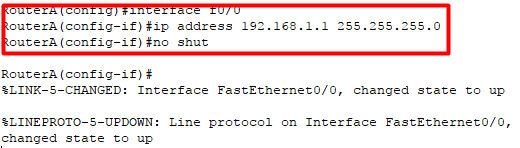 RouterA(config)#interface f0/0
RouterA(config-if)#ip address 192.168.1.1 255.255.255.0
RouterA(config-if)#no shut
RouterA(config-if)#
%LINK-5-CHANGED: Interface FastEthernet0/0, changed state to up
%LINEPROTO-5-UPDOWN: Line protocol on Interface FastEthernet0/0,
changed state to up